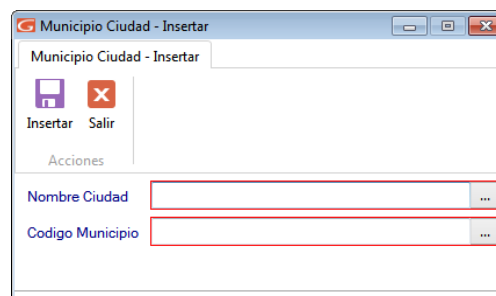 Municipio Ciudad - Insertar
Municipio Ciudad - Insertar
Insertar Salir
Acciones
Nombre Ciudad ...
Codigo Municipio ...